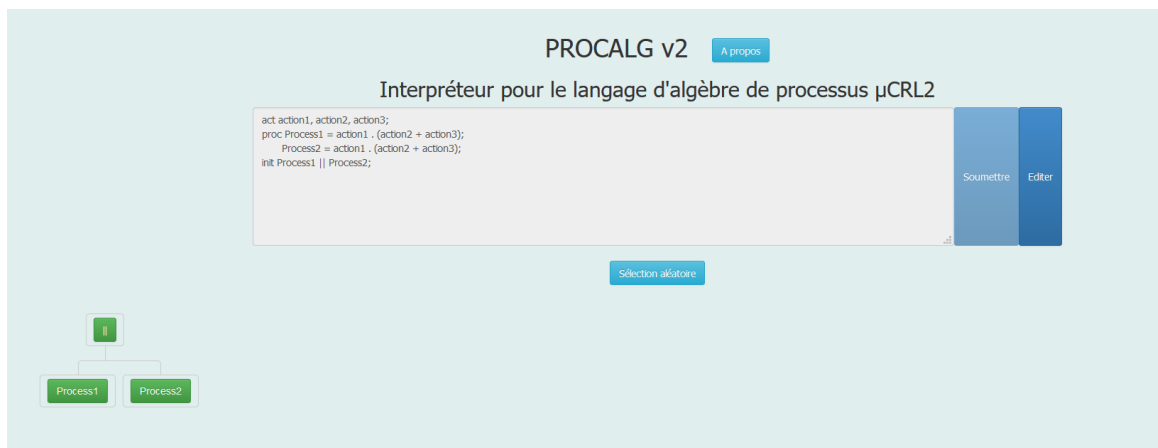 PROCALG v2 A propos
Interpréteur pour le langage d'algèbre de processus µCRL2
act action1, action2, action3;
proc Process1 = action1 . (action2 + action3);
Process2 = action1 . (action2 + action3);
init Process1 || Process2;
Soumettre Editer
Sélection aléatoire
||
Process1 Process2